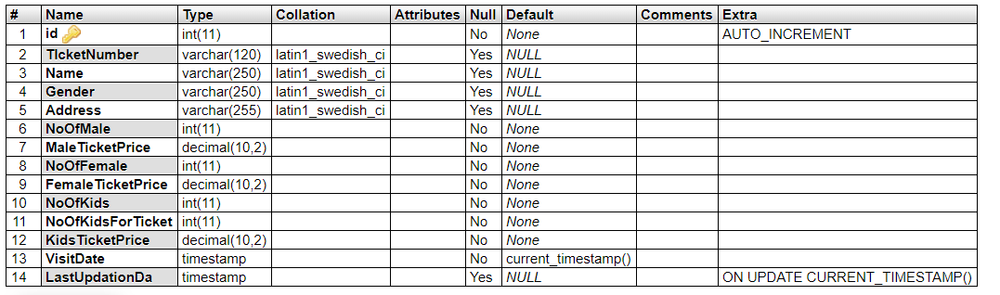 # Name Type Collation Attributes Null Default Comments Extra
1 id int(11) No None AUTO_INCREMENT
2 TIcketNumber varchar(120) latin1_swedish_ci Yes NULL
3 Name varchar(250) latin1_swedish_ci Yes NULL
4 Gender varchar(250) latin1_swedish_ci Yes NULL
5 Address varchar(255) latin1_swedish_ci Yes NULL
6 NoOfMale int(11) No None
7 MaleTicketPrice decimal(10,2) No None
8 NoOfFemale int(11) No None
9 FemaleTicketPrice decimal(10,2) No None
10 NoOfKids int(11) No None
11 NoOfKidsForTicket int(11) No None
12 KidsTicketPrice decimal(10,2) No None
13 VisitDate timestamp No current_timestamp()
14 LastUpdationDa timestamp Yes NULL ON UPDATE CURRENT_TIMESTAMP()